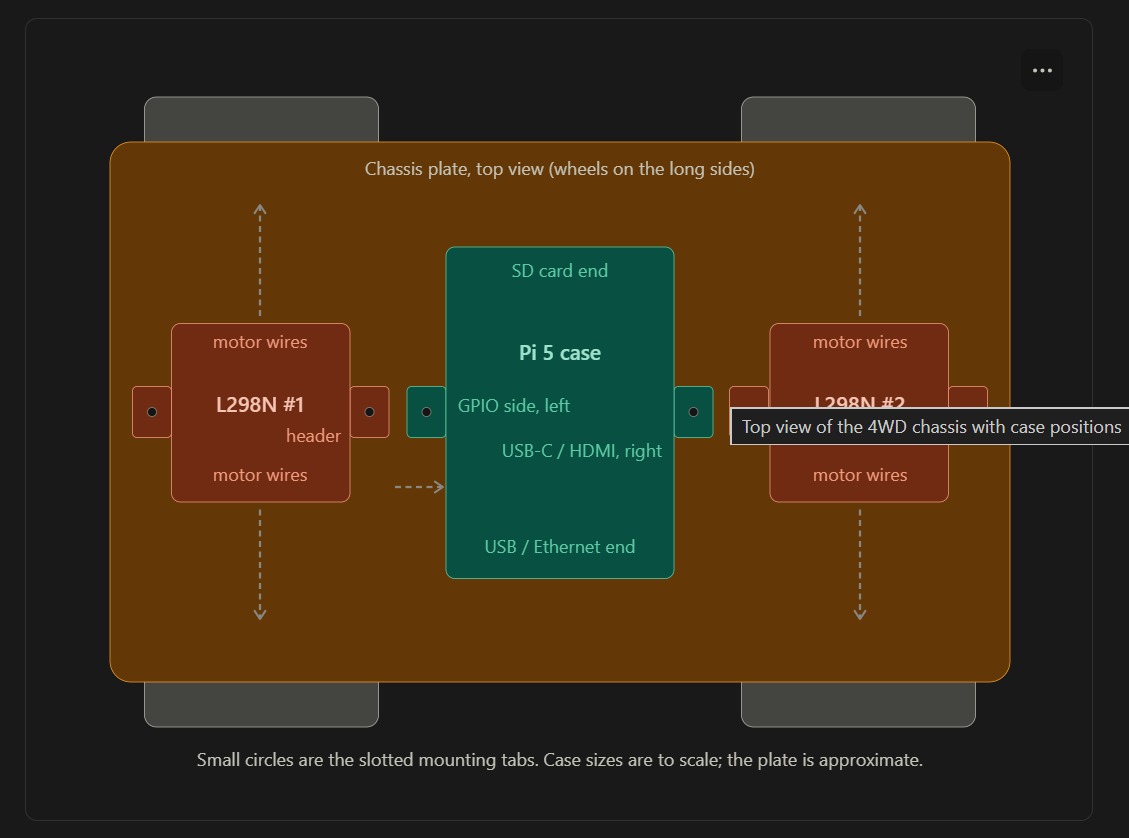 Chassis plate, top view (wheels on the long sides)
SD card end
motor wires
motor wires
Pi 5 case
L298N #1
GPIO side, left
L298N #2
Top view of the 4WD chassis with case positions
header
USB-C / HDMI, right
motor wires
motor wires
USB / Ethernet end
Small circles are the slotted mounting tabs. Case sizes are to scale; the plate is approximate.